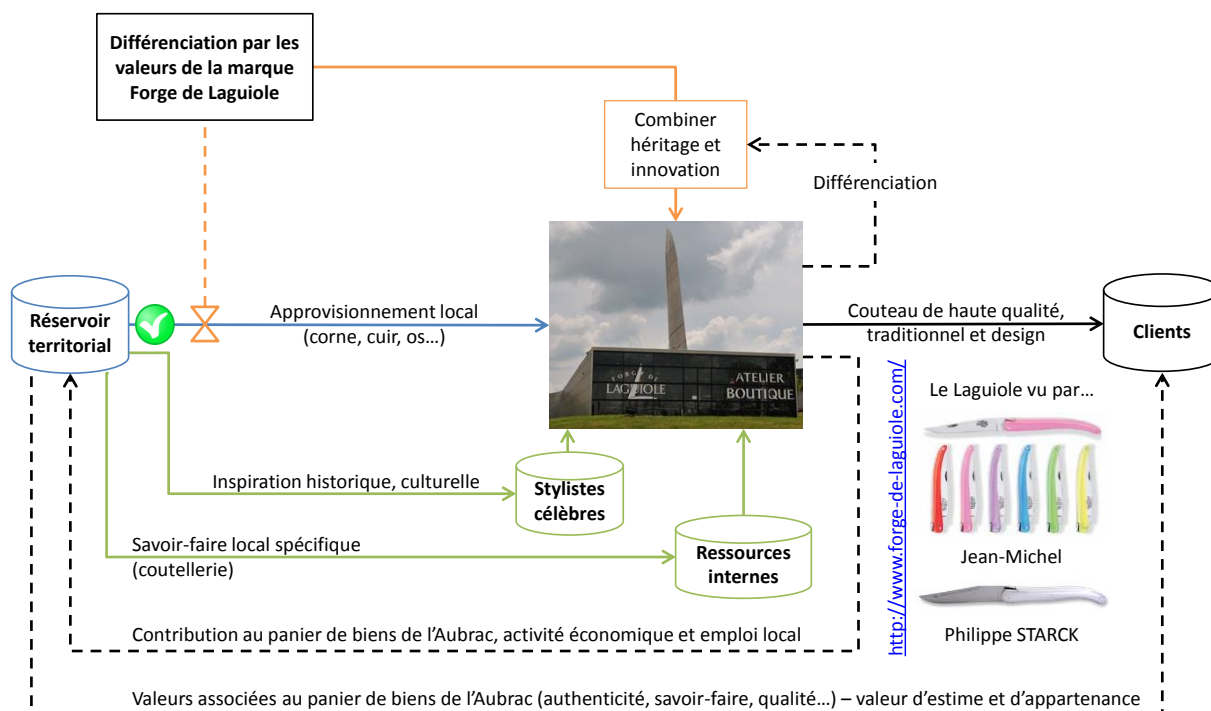 Différenciation par les
valeurs de la marque
Forge de Laguiole
Combiner
héritage et
innovation
Différenciation
Réservoir
territorial
Approvisionnement local
(corne, cuir, os…)
FORGE DE
LAGUIOLE
ATELIER
BOUTIQUE
Couteau de haute qualité,
traditionnel et design
Clients
http://www.forge-de-laguiole.com/
Le Laguiole vu par…
Inspiration historique, culturelle
Stylistes
célèbres
Savoir-faire local spécifique
(coutellerie)
Ressources
internes
Jean-Michel
Philippe STARCK
Contribution au panier de biens de l’Aubrac, activité économique et emploi local
Valeurs associées au panier de biens de l’Aubrac (authenticité, savoir-faire, qualité…) – valeur d’estime et d’appartenance